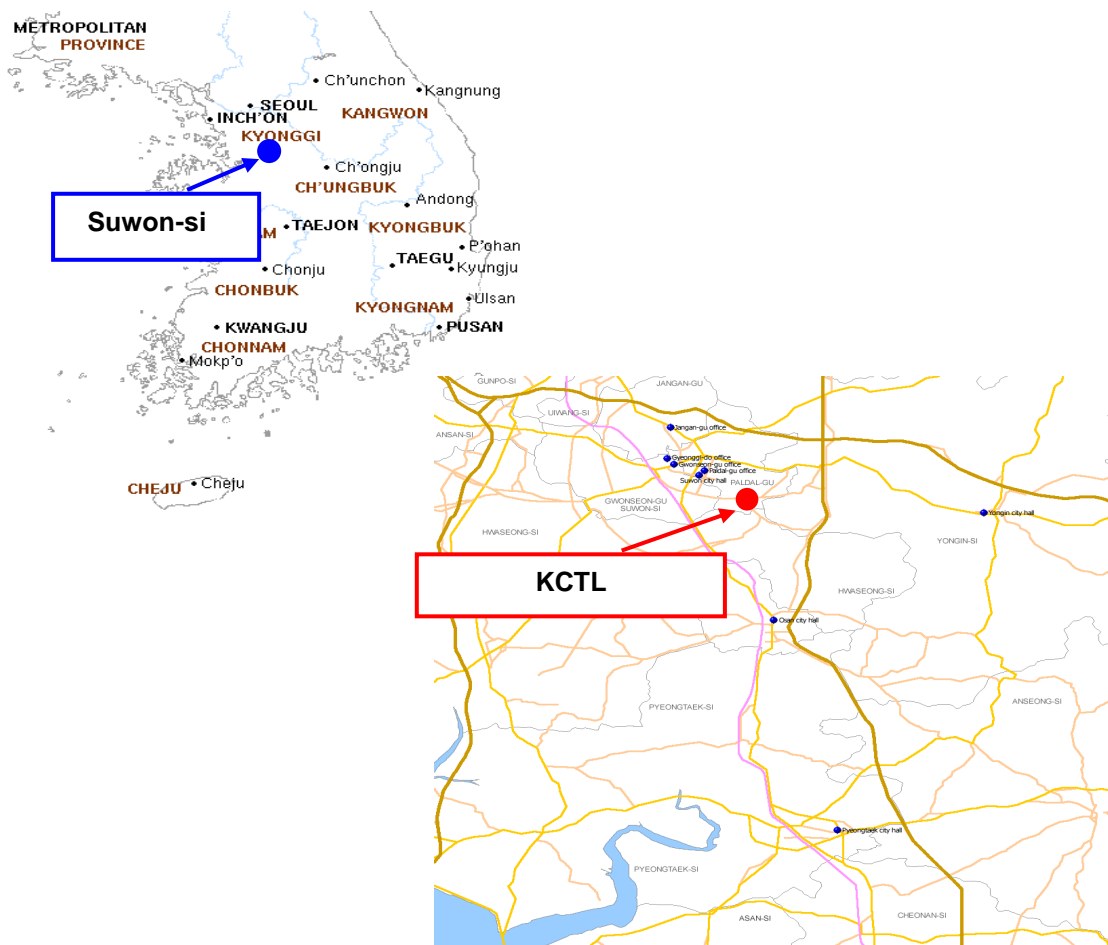 METROPOLITAN
PROVINCE
Ch'unchon
Kangnung
SEOUL
INCH'ON
KANGWON
KYONGGI
Ch'ongju
CH'UNGBUK
Suwon-si
Andong
AM
TAEJON
KYONGBUK
P'ohan
TAEGU
Kyungju
Chonju
CHONBUK
Ulsan
KYONGNAM
KWANGJU
PUSAN
CHONNAM
Mokp'o
CHEJU
Cheju
GUNPO-SI
JANGAN-GU
UIWANG-SI
Jangan-gu office
ANSAN-SI
Gyeonggi-do office
Gwonseon-gu office
Paldal-gu office
Suwon city hall
PALDAL-GU
GWONSEON-GU
SUWON-SI
Yongin city hall
HWASEONG-SI
YONGIN-SI
KCTL
HWASEONG-SI
Osan city hall
PYEONGTAEK-SI
ANSEONG-SI
Pyeongtaek city hall
PYEONGTAEK-SI
ASAN-SI
CHEONAN-SI